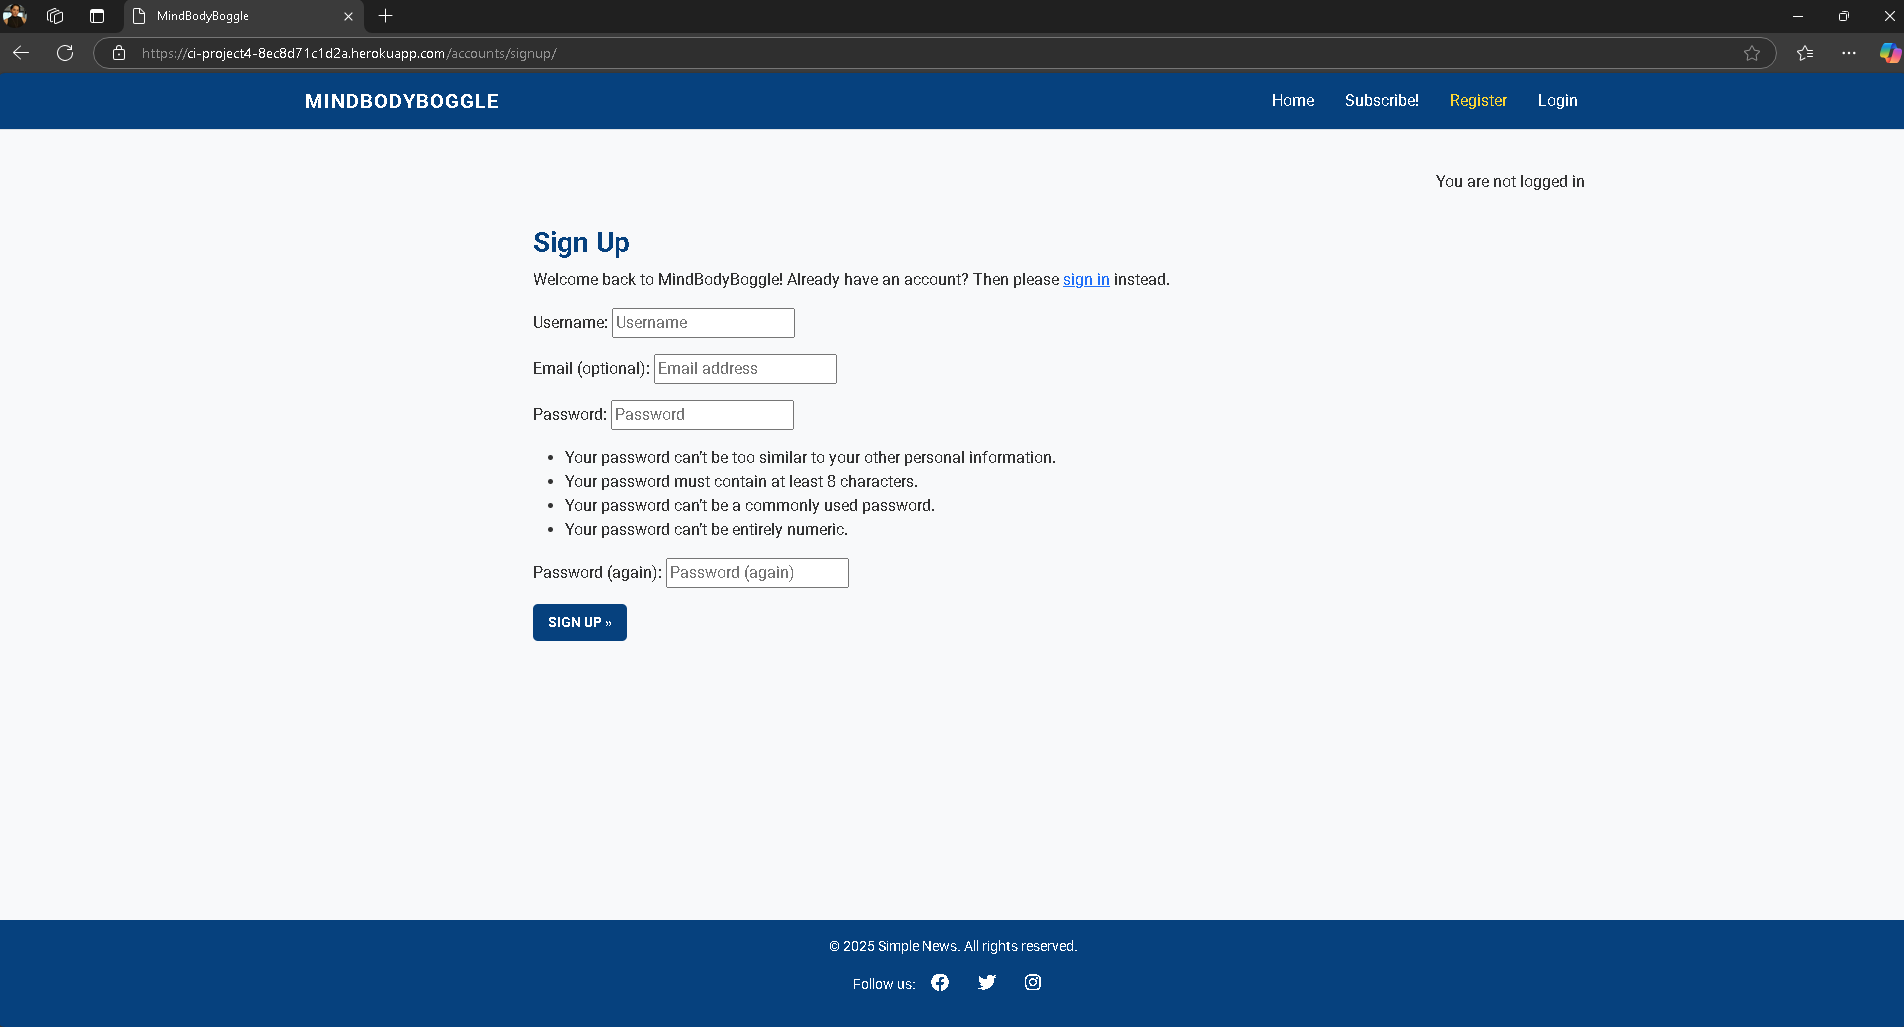 MindBodyBoggle
https://ci-project4-8ec8d71c1d2a.herokuapp.com/accounts/signup/
MINDBODYBOGGLE
Home Subscribe! Register Login
You are not logged in
Sign Up
Welcome back to MindBodyBoggle! Already have an account? Then please sign in instead.
Username: Username
Email (optional): Email address
Password: Password
• Your password can't be too similar to your other personal information.
• Your password must contain at least 8 characters.
• Your password can't be a commonly used password.
• Your password can't be entirely numeric.
Password (again): Password (again)
SIGN UP »
© 2025 Simple News. All rights reserved.
Follow us: